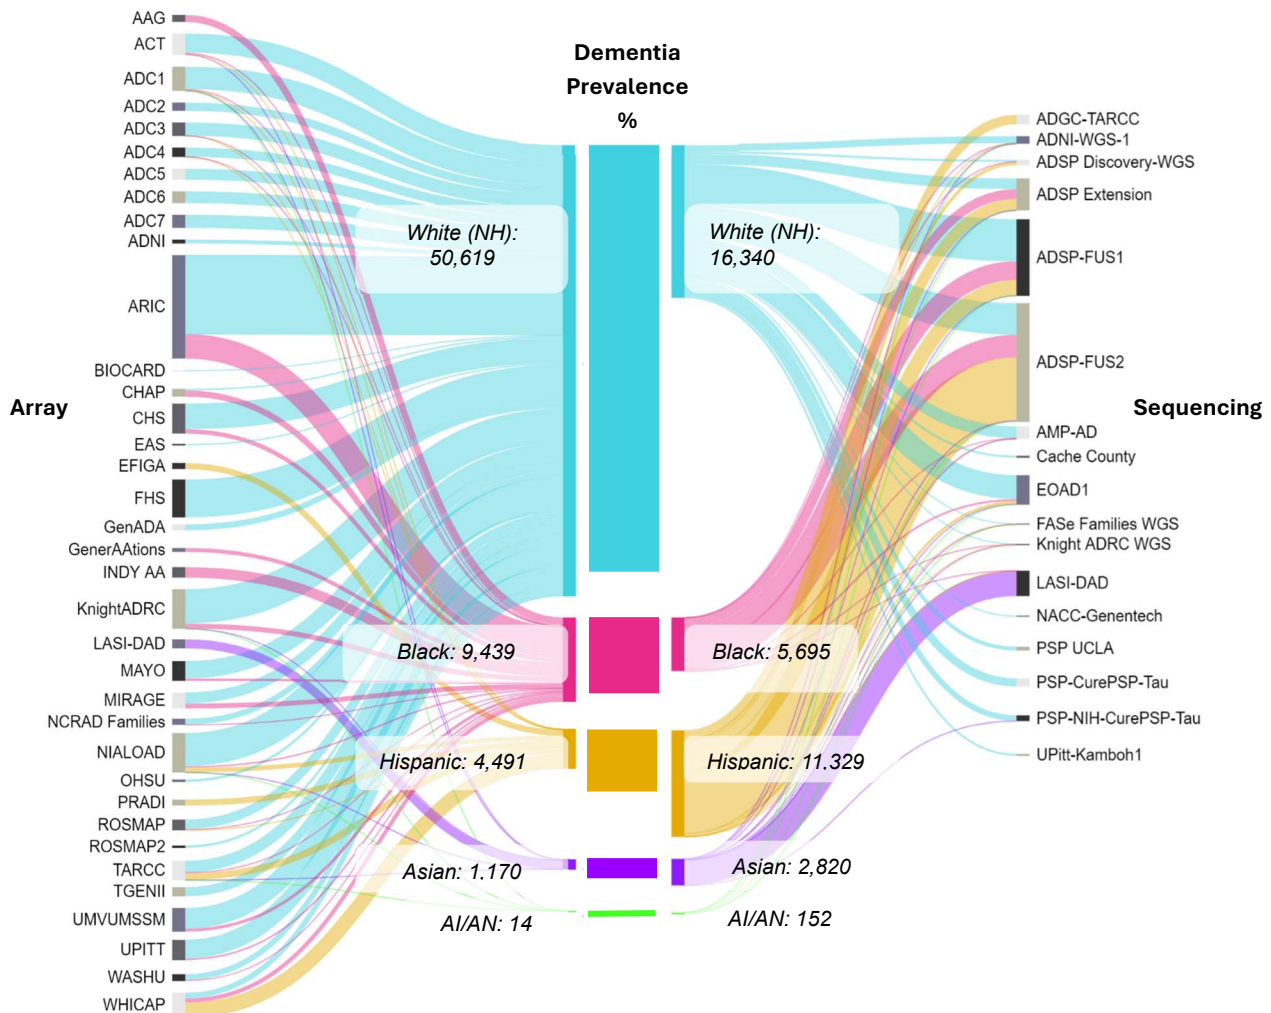 AAG
ACT
ADC1
ADC2
ADC3
ADC4
ADC5
ADC6
ADC7
ADNI
ARIC
BIOCARD
CHAP
CHS
EAS
EFIGA
FHS
GenADA
GenerAAtions
INDY AA
KnightADRC
LASI-DAD
MAYO
MIRAGE
NCRAD Families
NIALOAD
OHSU
PRADI
ROSMAP
ROSMAP2
TARCC
TGENII
UMVUMSSM
UPITT
WASHU
WHICAP
Array
Dementia
Prevalence
%
White (NH):
50,619
Black: 9,439
Hispanic: 4,491
Asian: 1,170
AI/AN: 14
White (NH):
16,340
Black: 5,695
Hispanic: 11,329
Asian: 2,820
AI/AN: 152
ADGC-TARCC
ADNI-WGS-1
ADSP Discovery-WGS
ADSP Extension
ADSP-FUS1
ADSP-FUS2
AMP-AD
Cache County
EOAD1
FASe Families WGS
Knight ADRC WGS
LASI-DAD
NACC-Genentech
PSP UCLA
PSP-CurePSP-Tau
PSP-NIH-CurePSP-Tau
UPitt-Kamboh1
Sequencing